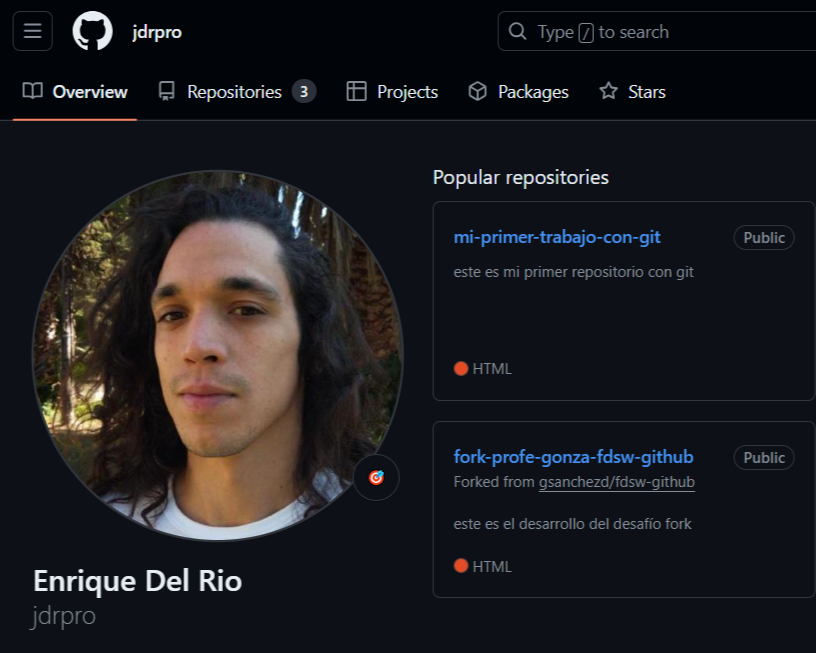 jdrpro
Type / to search
Overview
Repositories 3
Projects
Packages
Stars
Popular repositories
mi-primer-trabajo-con-git
Public
este es mi primer repositorio con git
HTML
fork-profe-gonza-fdsw-github
Public
Forked from gsanchezd/fdsw-github
este es el desarrollo del desafío fork
HTML
Enrique Del Rio
jdrpro